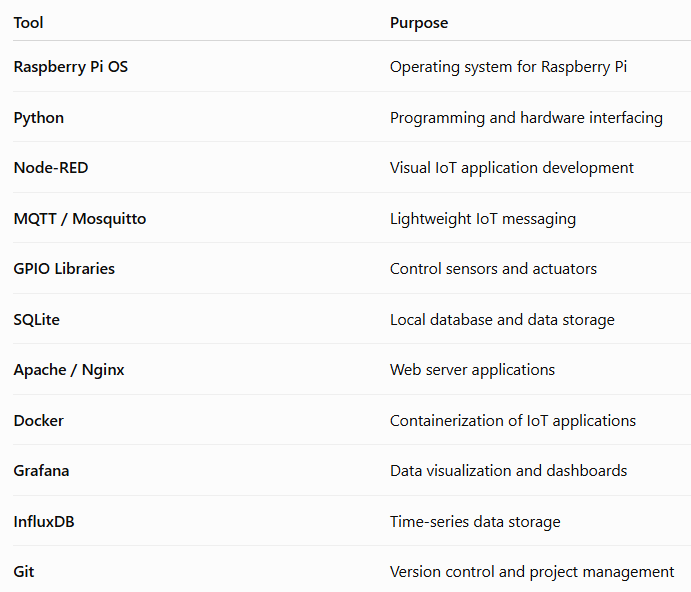 Tool Purpose
Raspberry Pi OS Operating system for Raspberry Pi
Python Programming and hardware interfacing
Node-RED Visual IoT application development
MQTT / Mosquitto Lightweight IoT messaging
GPIO Libraries Control sensors and actuators
SQLite Local database and data storage
Apache / Nginx Web server applications
Docker Containerization of IoT applications
Grafana Data visualization and dashboards
InfluxDB Time-series data storage
Git Version control and project management